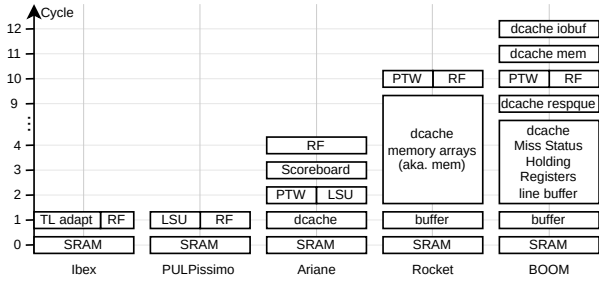 Cycle
12
dcache iobuf
11
dcache mem
10
PTW RF
PTW RF
9
dcache
memory arrays
(aka. mem)
dcache respque
dcache
Miss Status
Holding
Registers
line buffer
4
RF
3
Scoreboard
2
PTW LSU
1
TL adapt RF
LSU RF
dcache
buffer
buffer
0
SRAM
SRAM
SRAM
SRAM
SRAM
Ibex
PULPissimo
Ariane
Rocket
BOOM